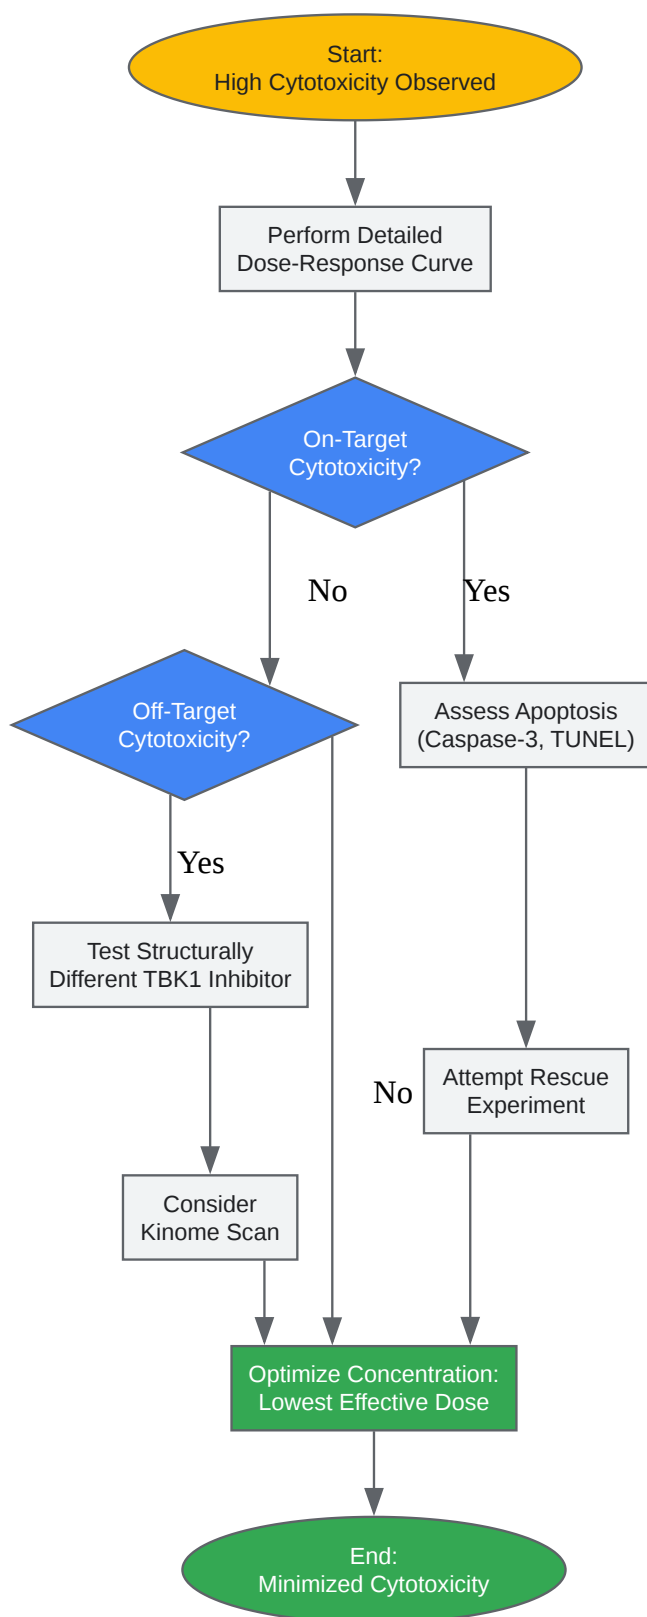 Start:
High Cytotoxicity Observed
Perform Detailed
Dose-Response Curve
On-Target
Cytotoxicity?
No
Yes
Off-Target
Cytotoxicity?
Assess Apoptosis
(Caspase-3, TUNEL)
Yes
Test Structurally
Different TBK1 Inhibitor
No
Attempt Rescue
Experiment
Consider
Kinome Scan
Optimize Concentration:
Lowest Effective Dose
End:
Minimized Cytotoxicity